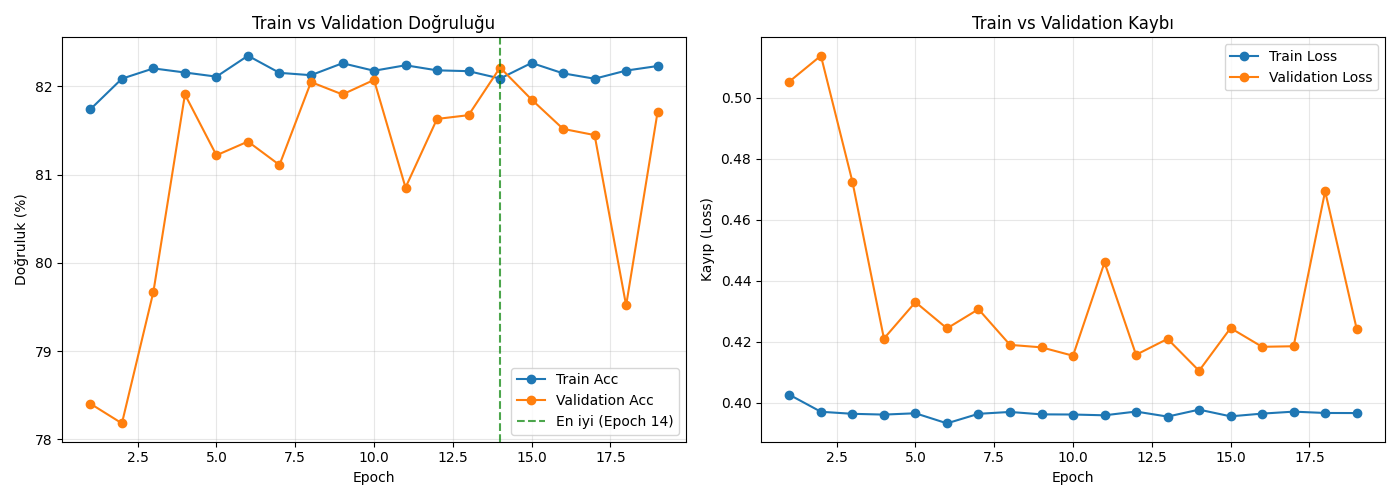 Train vs Validation Doğruluğu
82
81
80
79
78
Doğruluk (%)
Train Acc
Validation Acc
En iyi (Epoch 14)
2.5 5.0 7.5 10.0 12.5 15.0 17.5
Epoch
Train vs Validation Kaybı
Train Loss
Validation Loss
0.50
0.48
0.46
0.44
0.42
0.40
Kayıp (Loss)
2.5 5.0 7.5 10.0 12.5 15.0 17.5
Epoch